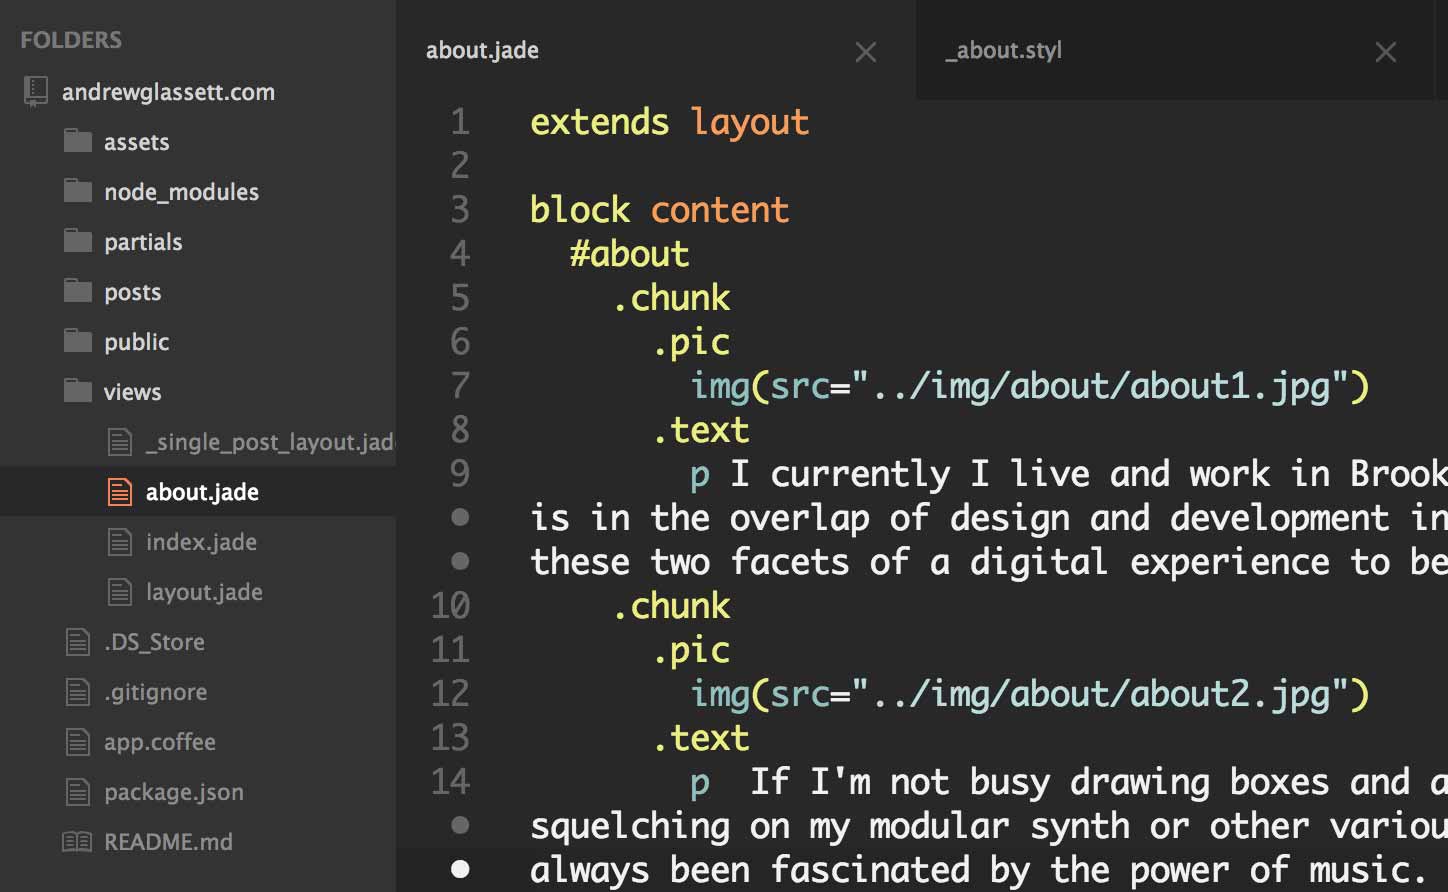 FOLDERS
andrewglassett.com
assets
node_modules
partials
posts
public
views
_single_post_layout.jade
about.jade
index.jade
layout.jade
.DS_Store
.gitignore
app.coffee
package.json
README.md
about.jade
_about.styl
1 extends layout
2
3 block content
4 #about
5 .chunk
6 .pic
7 img(src="../img/about/about1.jpg")
8 .text
9 p I currently I live and work in Brook
is in the overlap of design and development in
these two facets of a digital experience to be
10 .chunk
11 .pic
12 img(src="../img/about/about2.jpg")
13 .text
14 p If I'm not busy drawing boxes and a
squelching on my modular synth or other variou
always been fascinated by the power of music.